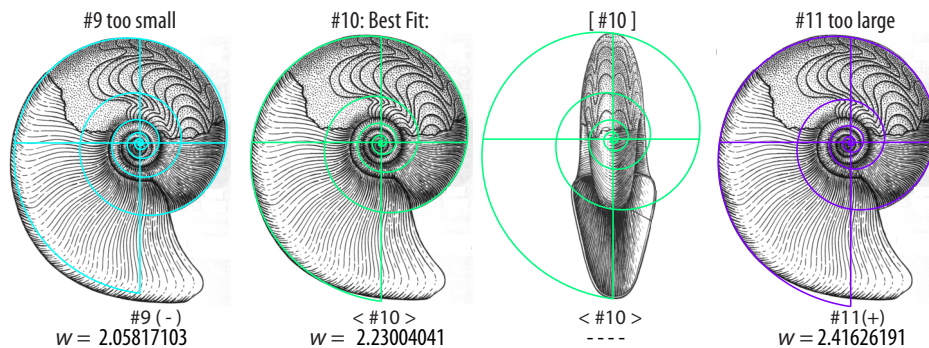 #9 too small
#10: Best Fit:
[ #10 ]
#11 too large
#9 ( - )
< #10 >
< #10 >
#11(+)
w = 2.05817103
w = 2.23004041
- - - -
w = 2.41626191